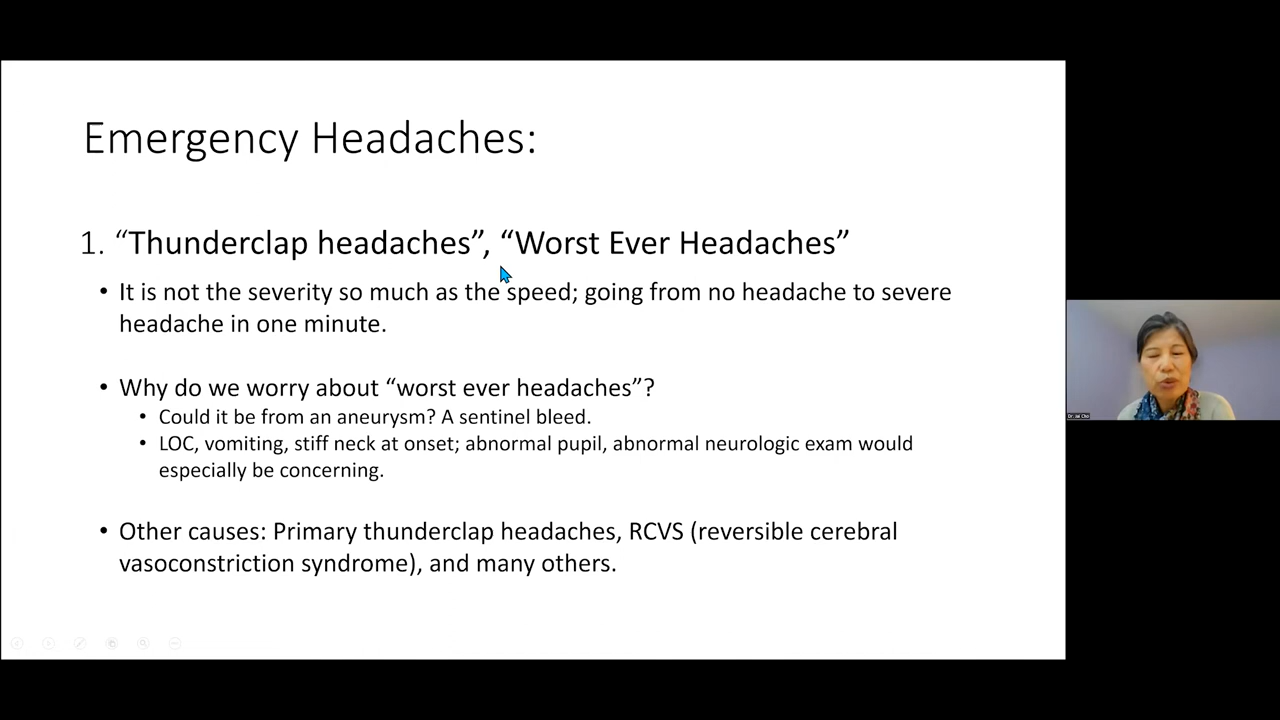 Emergency Headaches:
1. “Thunderclap headaches”, “Worst Ever Headaches”
• It is not the severity so much as the speed; going from no headache to severe
headache in one minute.
• Why do we worry about “worst ever headaches”?
• Could it be from an aneurysm? A sentinel bleed.
• LOC, vomiting, stiff neck at onset; abnormal pupil, abnormal neurologic exam would
especially be concerning.
• Other causes: Primary thunderclap headaches, RCVS (reversible cerebral
vasoconstriction syndrome), and many others.